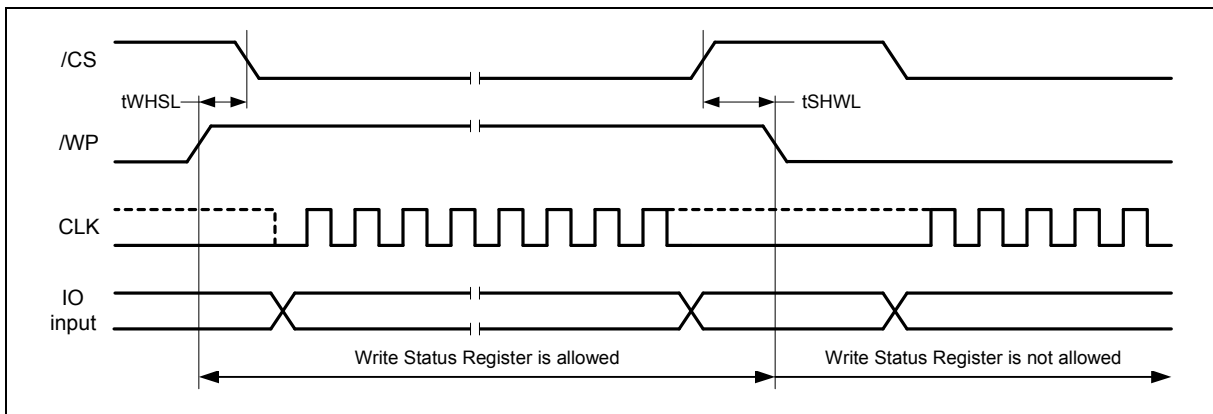 /CS
tWHSL
tSHWL
/WP
CLK
IO
input
Write Status Register is allowed
Write Status Register is not allowed